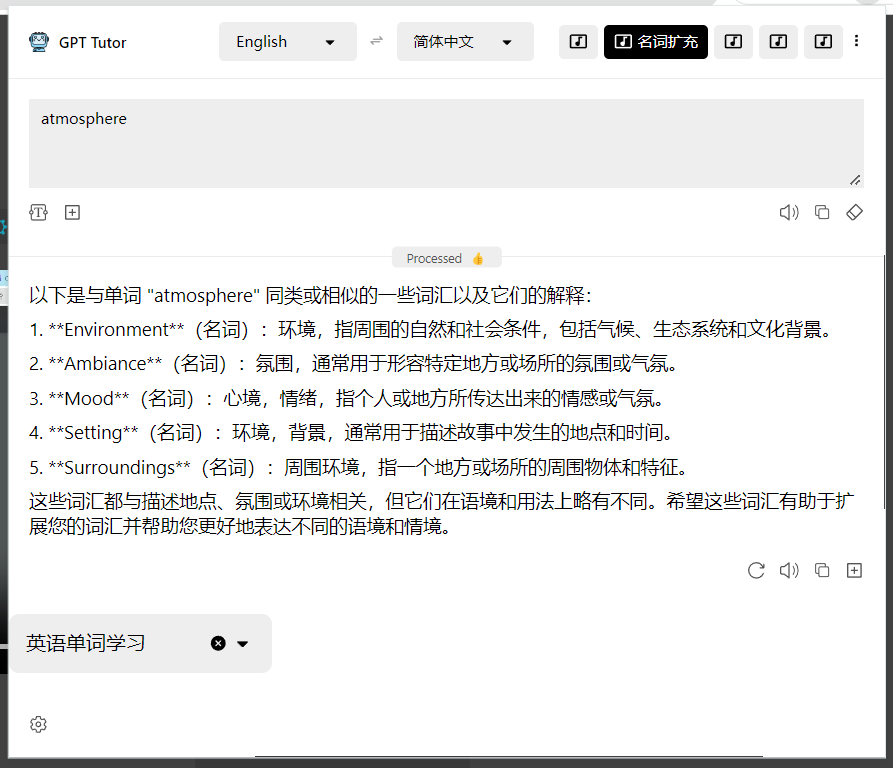 GPT Tutor
English
简体中文
名词扩充
atmosphere
Processed 👍
以下是与单词 "atmosphere" 同类或相似的一些词汇以及它们的解释：
1. **Environment**（名词）：环境，指周围的自然和社会条件，包括气候、生态系统和文化背景。
2. **Ambiance**（名词）：氛围，通常用于形容特定地方或场所的氛围或气氛。
3. **Mood**（名词）：心境，情绪，指个人或地方所传达出来的情感或气氛。
4. **Setting**（名词）：环境，背景，通常用于描述故事中发生的地点和时间。
5. **Surroundings**（名词）：周围环境，指一个地方或场所的周围物体和特征。
这些词汇都与描述地点、氛围或环境相关，但它们在语境和用法上略有不同。希望这些词汇有助于扩
展您的词汇并帮助您更好地表达不同的语境和情境。
英语单词学习